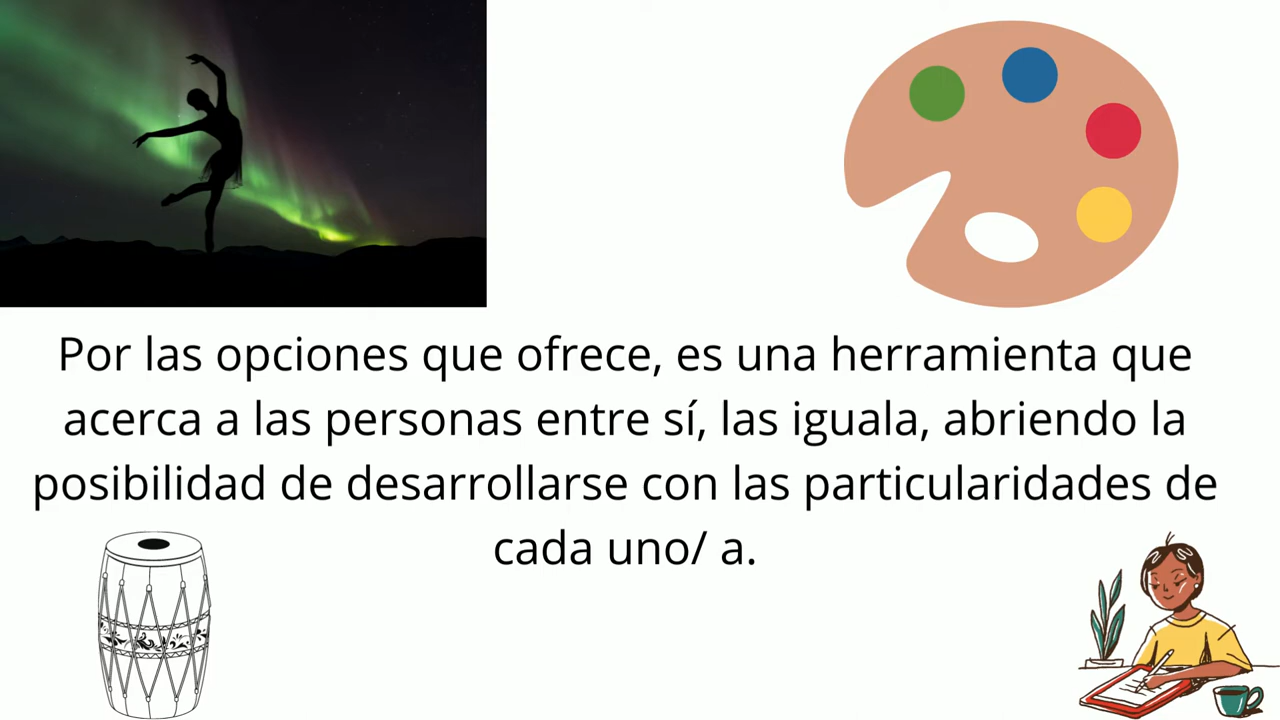 Por las opciones que ofrece, es una herramienta que
acerca a las personas entre sí, las iguala, abriendo la
posibilidad de desarrollarse con las particularidades de
cada uno/ a.